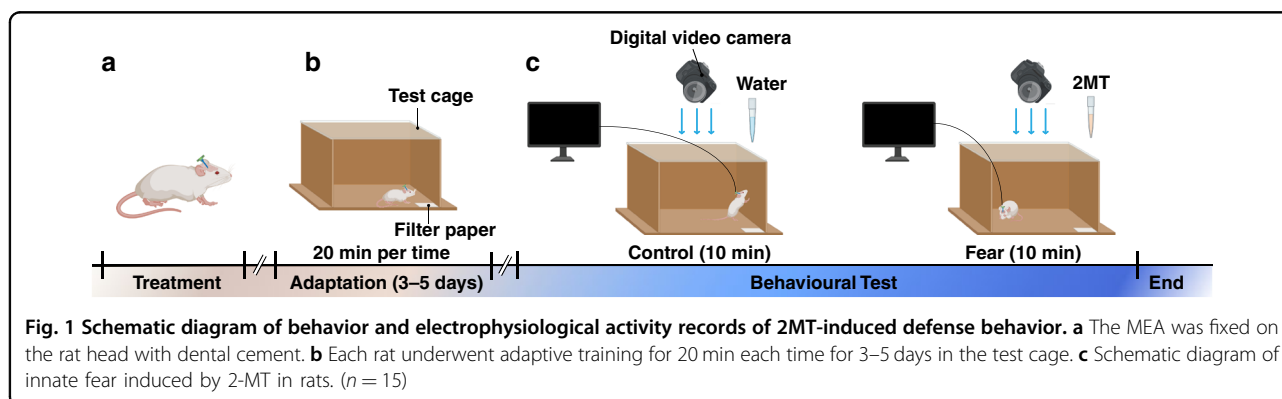 a
b
c
Digital video camera
Water
2MT
Test cage
Filter paper
20 min per time
Control (10 min)
Fear (10 min)
Treatment
Adaptation (3–5 days)
Behavioural Test
End
Fig. 1 Schematic diagram of behavior and electrophysiological activity records of 2MT-induced defense behavior. a The MEA was fixed on
the rat head with dental cement. b Each rat underwent adaptive training for 20 min each time for 3–5 days in the test cage. c Schematic diagram of
innate fear induced by 2-MT in rats. (n = 15)